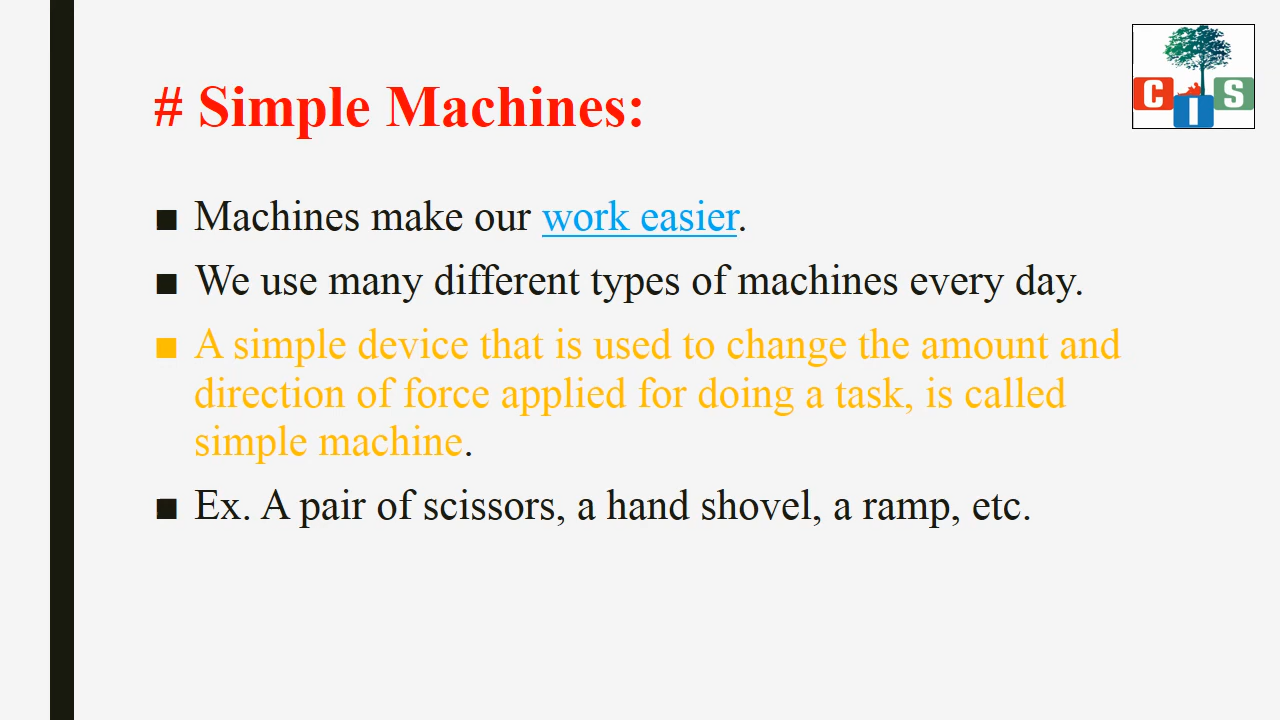 # Simple Machines:
C I S
■ Machines make our work easier.
■ We use many different types of machines every day.
■ A simple device that is used to change the amount and
direction of force applied for doing a task, is called
simple machine.
■ Ex. A pair of scissors, a hand shovel, a ramp, etc.